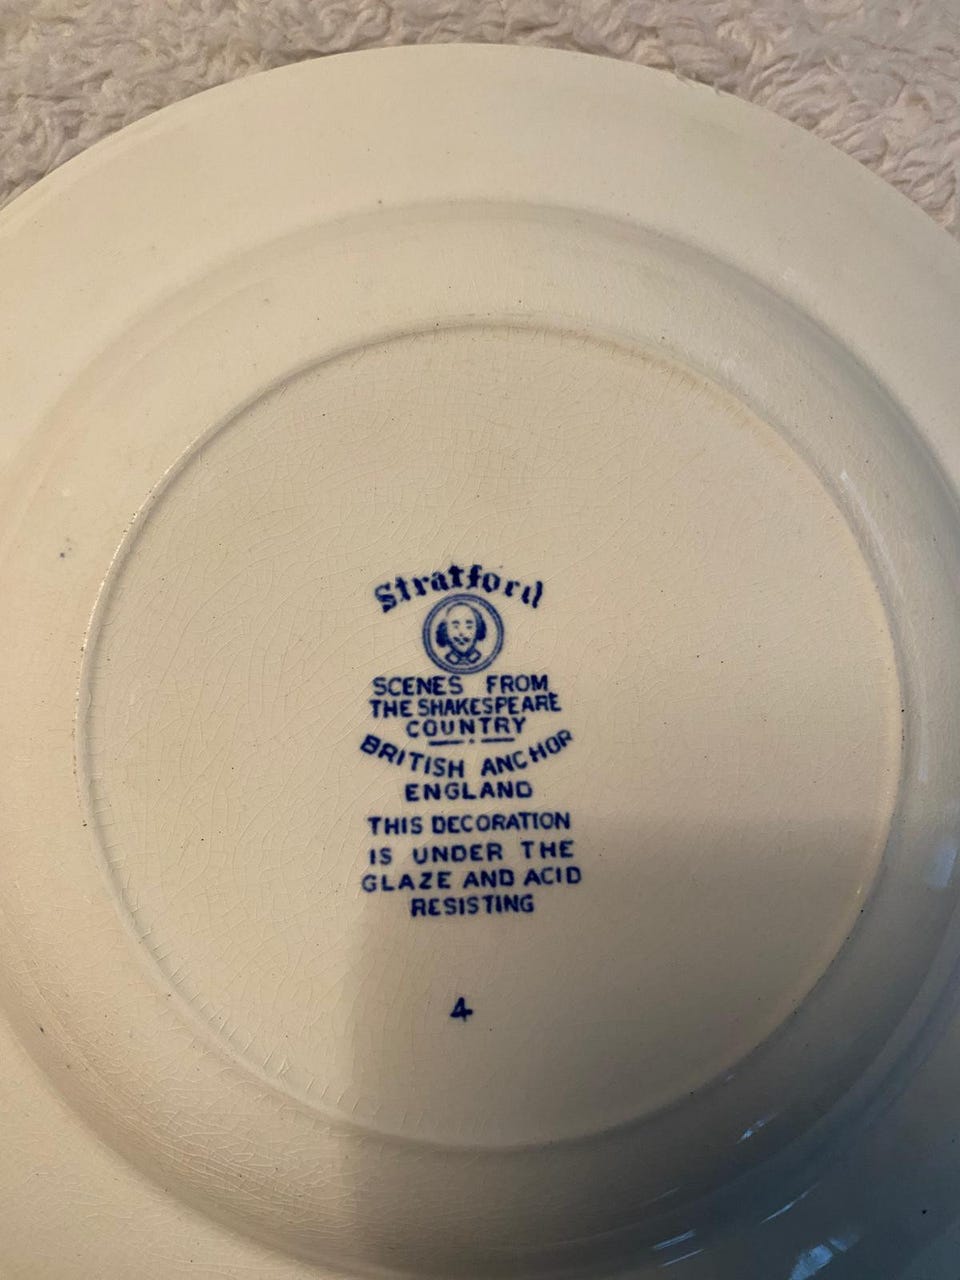 Stratford
SCENES FROM
THE SHAKESPEARE
COUNTRY
BRITISH ANCHOR
ENGLAND
THIS DECORATION
IS UNDER THE
GLAZE AND ACID
RESISTING
4